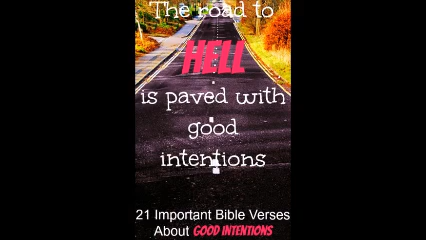 The road to
HELL
is paved with
good
intentions
21 Important Bible Verses
About GOOD INTENTIONS